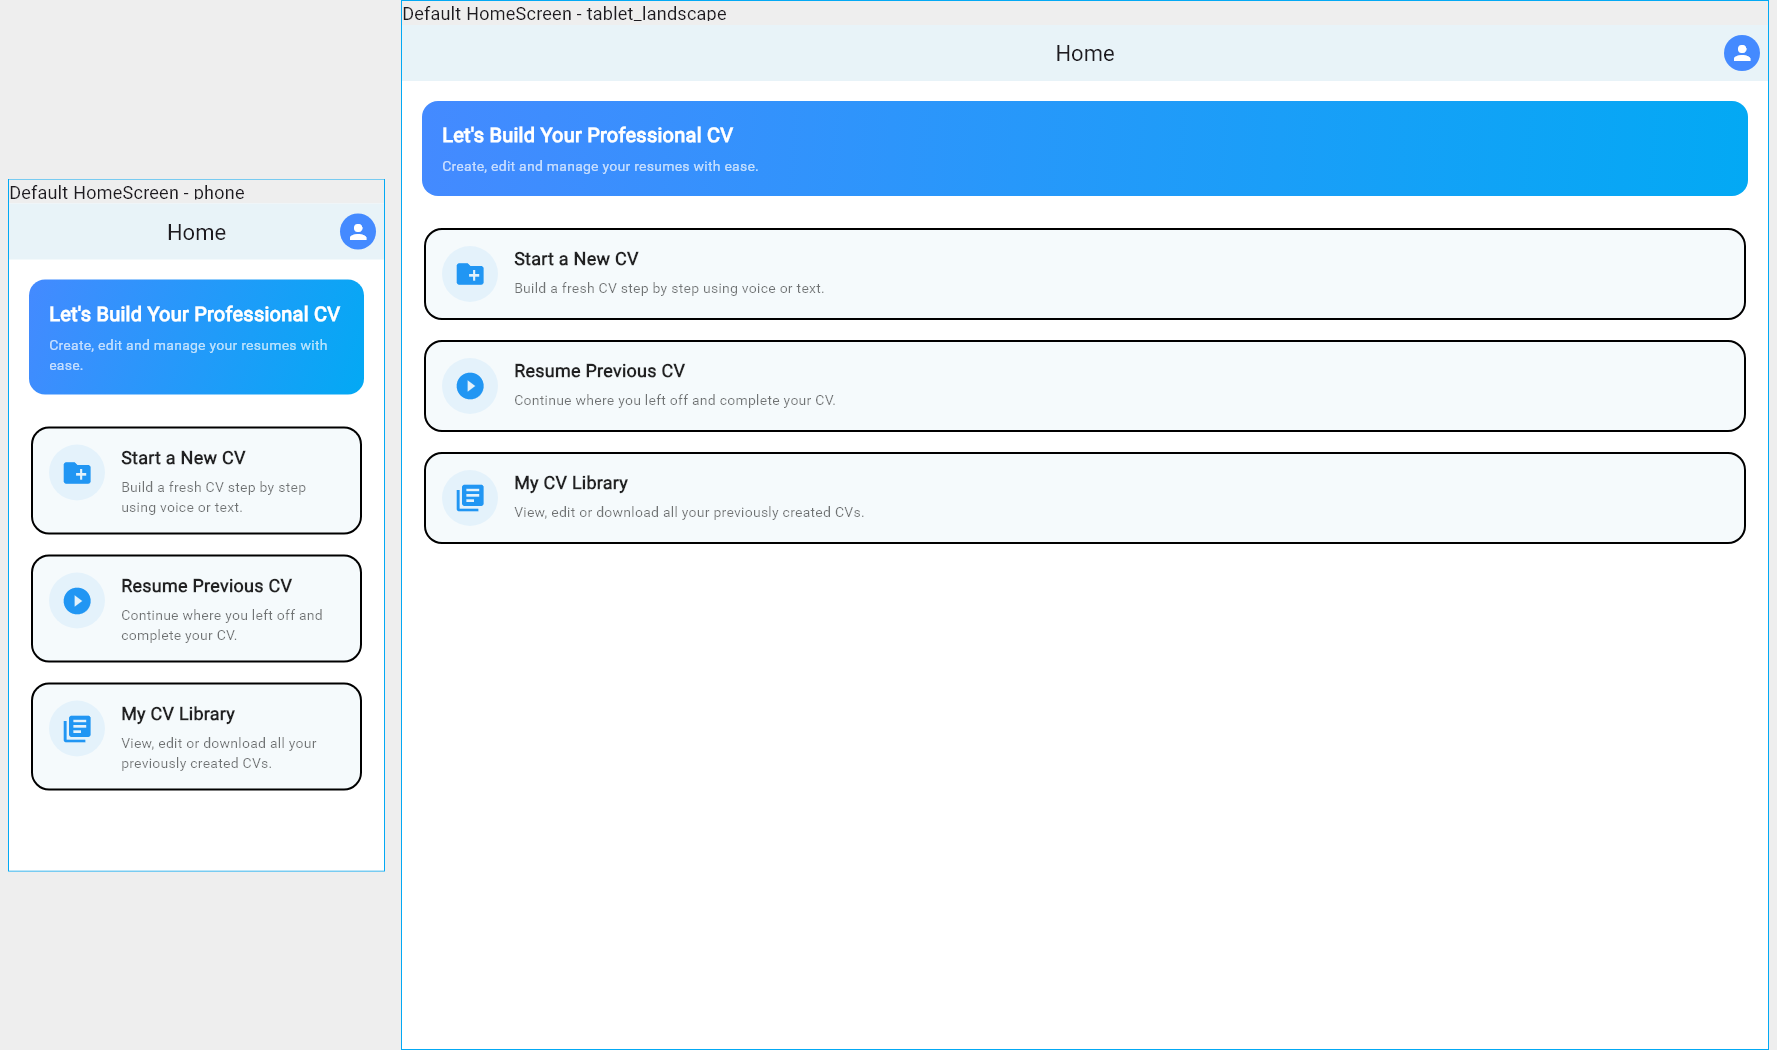 Default HomeScreen - phone
Home
Let's Build Your Professional CV
Create, edit and manage your resumes with
ease.
Start a New CV
Build a fresh CV step by step
using voice or text.
Resume Previous CV
Continue where you left off and
complete your CV.
My CV Library
View, edit or download all your
previously created CVs.
Default HomeScreen - tablet_landscape
Home
Let's Build Your Professional CV
Create, edit and manage your resumes with ease.
Start a New CV
Build a fresh CV step by step using voice or text.
Resume Previous CV
Continue where you left off and complete your CV.
My CV Library
View, edit or download all your previously created CVs.